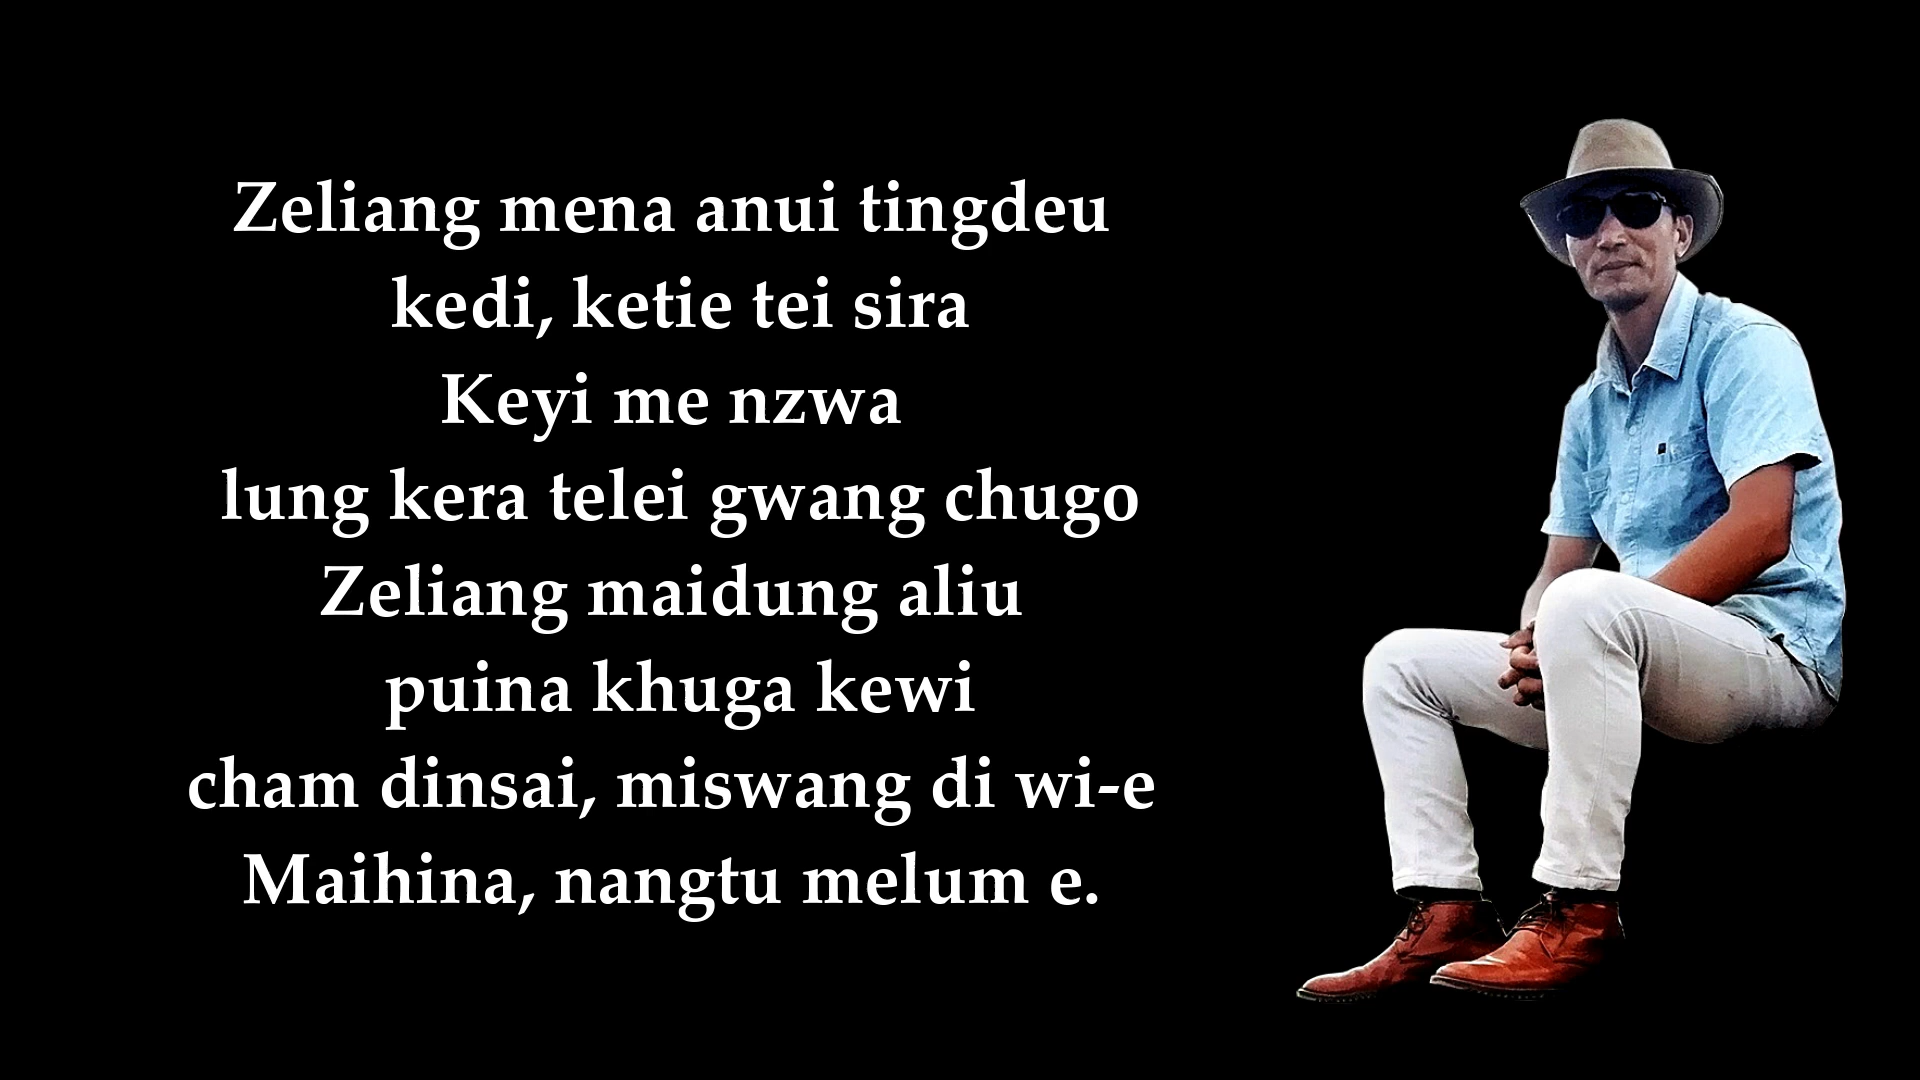 Zeliang mena anui tingdeu
kedi, ketie tei sira
Keyi me nzwa
lung kera telei gwang chugo
Zeliang maidung aliu
puina khuga kewi
cham dinsai, miswang di wi-e
Maihina, nangtu melum e.